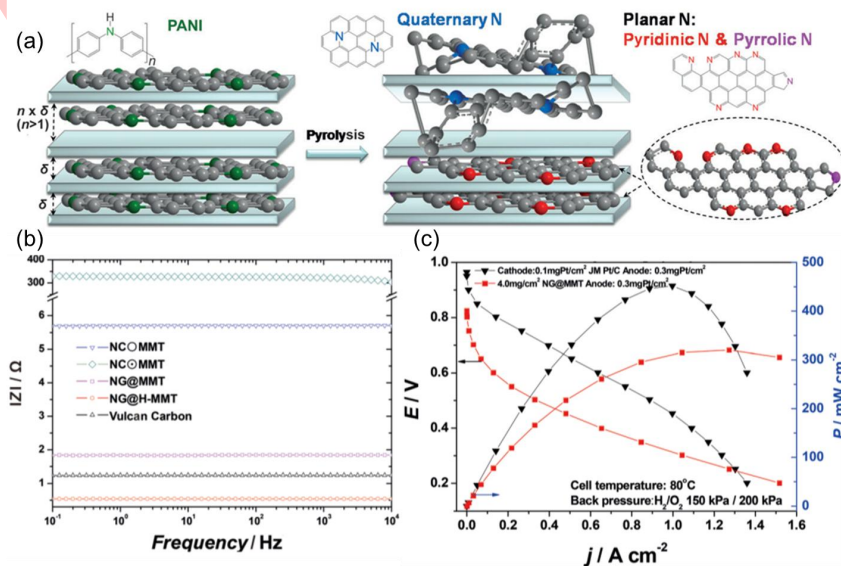 (a)
H
N
n
PANI
Quaternary N
N
N
Planar N:
Pyridinic N & Pyrrolic N
N
N
N
N
N
N
n x δ
(n>1)
δ
δ
Pyrolysis
(b)
|Z| / Ω
300
6
5
4
3
2
1
NC○MMT
NC⊙MMT
NG@MMT
NG@H-MMT
Vulcan Carbon
10⁻¹
10⁰
10¹
10²
10³
10⁴
Frequency / Hz
(c)
E / V
1.0
0.8
0.6
0.4
0.2
Cathode:0.1mgPt/cm² JM Pt/C Anode: 0.3mgPt/cm²
4.0mg/cm² NG@MMT Anode: 0.3mgPt/cm²
Cell temperature: 80°C
Back pressure:H₂/O₂ 150 kPa / 200 kPa
500
400
300
200
100
0
P / mW cm⁻²
0.0
0.2
0.4
0.6
0.8
1.0
1.2
1.4
1.6
j / A cm⁻²